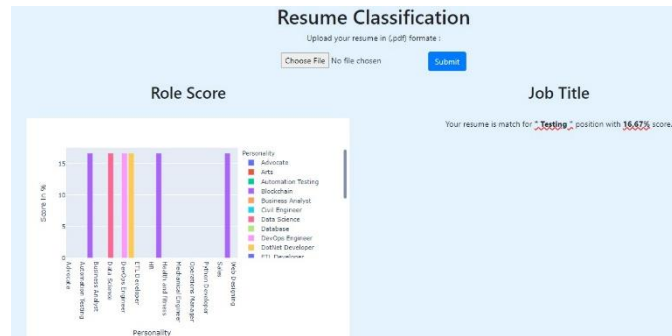 Resume Classification
Upload your resume in (.pdf) formate :
Choose File No file chosen
Submit
Role Score
Job Title
Your resume is match for " Testing " position with 16.67% score.
Personality
Advocate
Arts
Automation Testing
Blockchain
Business Analyst
Civil Engineer
Data Science
Database
DevOps Engineer
DotNet Developer
ETL Developer
Score in %
15
10
5
0
Advocate
Automation Testing
Business Analyst
Data Science
DevOps Engineer
ETL Developer
HR
Health and fitness
Mechanical Engineer
Operations Manager
Python Developer
Sales
Web Designing
Personality